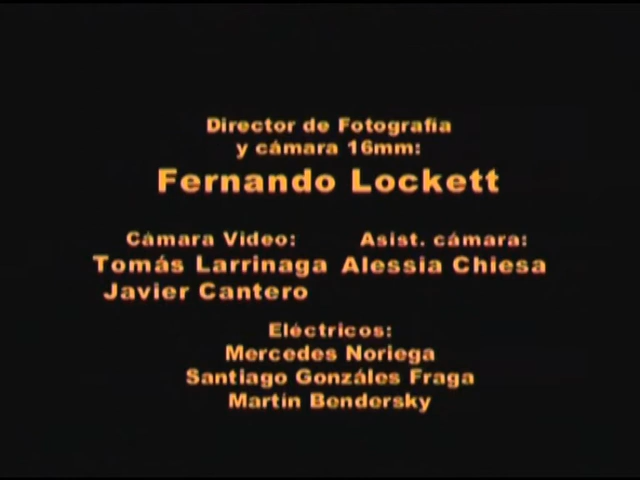 Director de Fotografía
y cámara 16mm:
Fernando Lockett
Cámara Video:
Tomás Larrinaga
Javier Cantero
Asist. cámara:
Alessia Chiesa
Eléctricos:
Mercedes Noriega
Santiago Gonzáles Fraga
Martín Bendersky